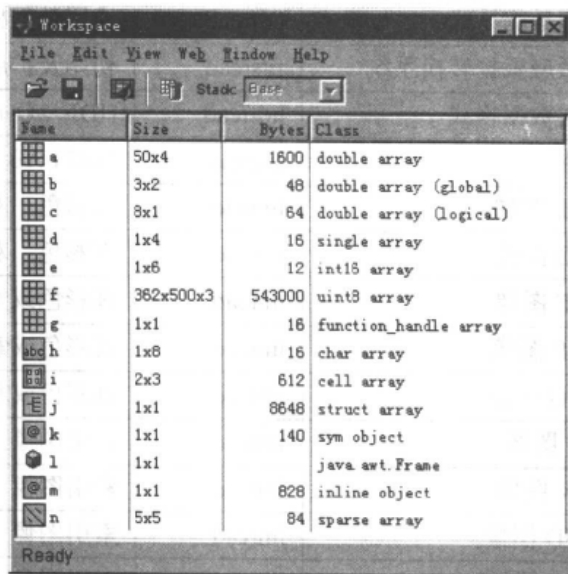 Workspace
File Edit View Web Window Help
Stack: Base
Name Size Bytes Class
a 50x4 1600 double array
b 3x2 48 double array (global)
c 8x1 64 double array (logical)
d 1x4 16 single array
e 1x6 12 int16 array
f 362x500x3 543000 uint8 array
g 1x1 16 function_handle array
abc h 1x8 16 char array
i 2x3 612 cell array
j 1x1 8648 struct array
k 1x1 140 sym object
l 1x1 java.awt.Frame
m 1x1 828 inline object
n 5x5 84 sparse array
Ready